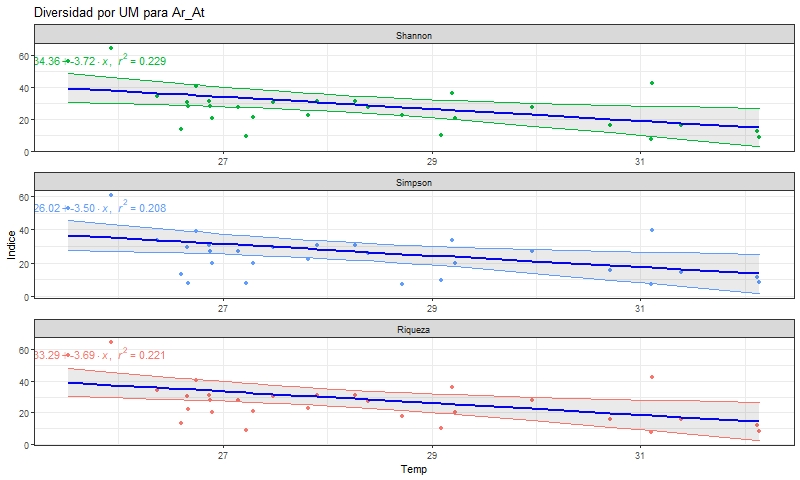 Diversidad por UM para Ar_At
Shannon
60
34.36 + -3.72 · x, r² = 0.229
40
20
0
27
29
31
Simpson
60
26.02 + -3.50 · x, r² = 0.208
40
20
0
27
29
31
Indice
Riqueza
60
33.29 + -3.69 · x, r² = 0.221
40
20
0
27
29
31
Temp